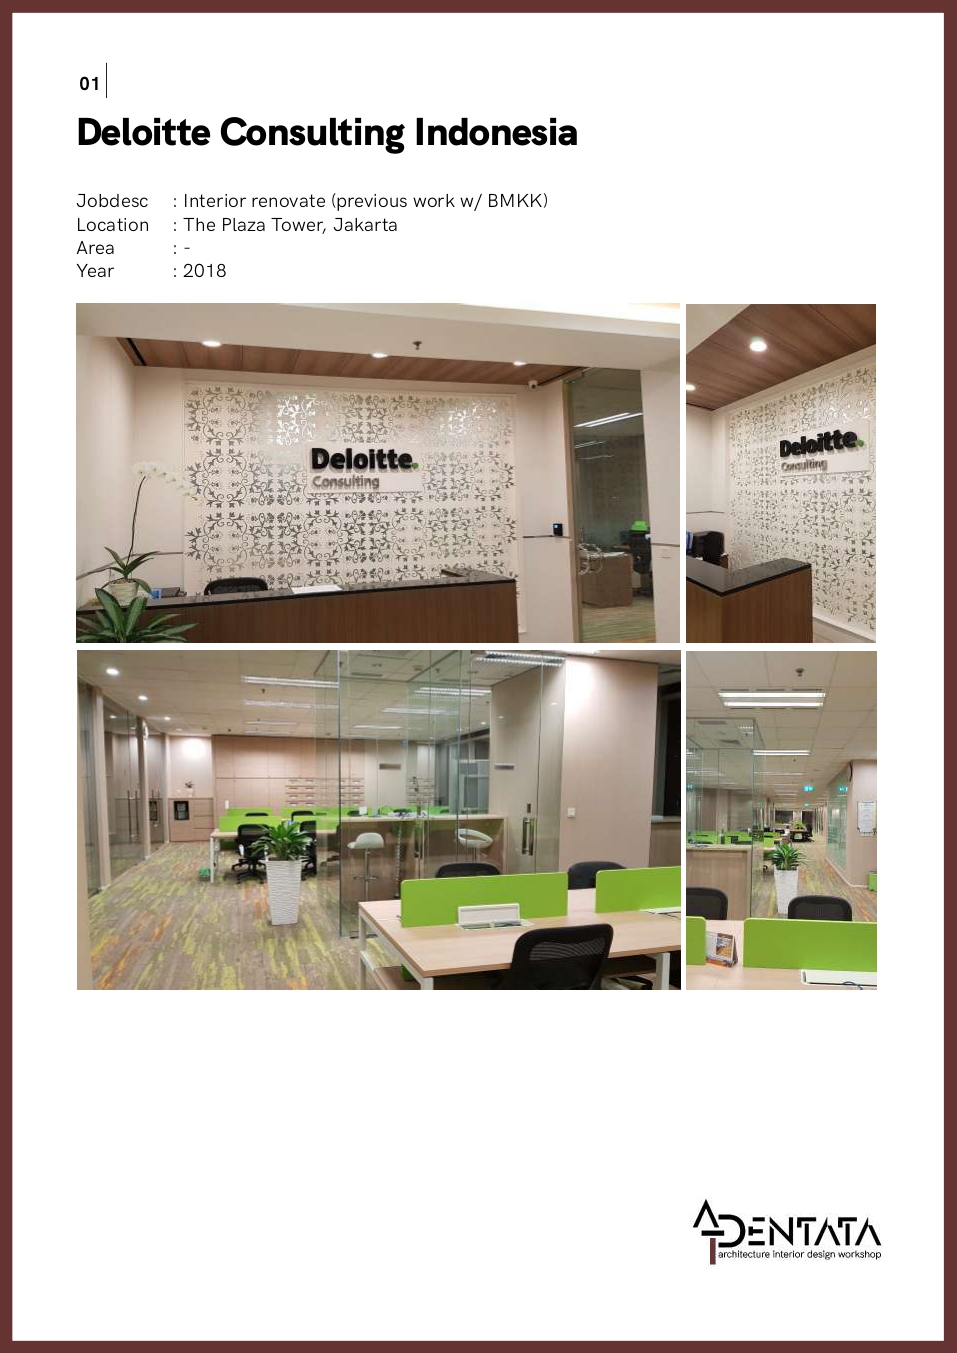 01
Deloitte Consulting Indonesia
Jobdesc : Interior renovate (previous work w/ BMKK)
Location : The Plaza Tower, Jakarta
Area : -
Year : 2018
Deloitte.
Consulting
Deloitte.
Consulting
ADENTATA
architecture interior design workshop